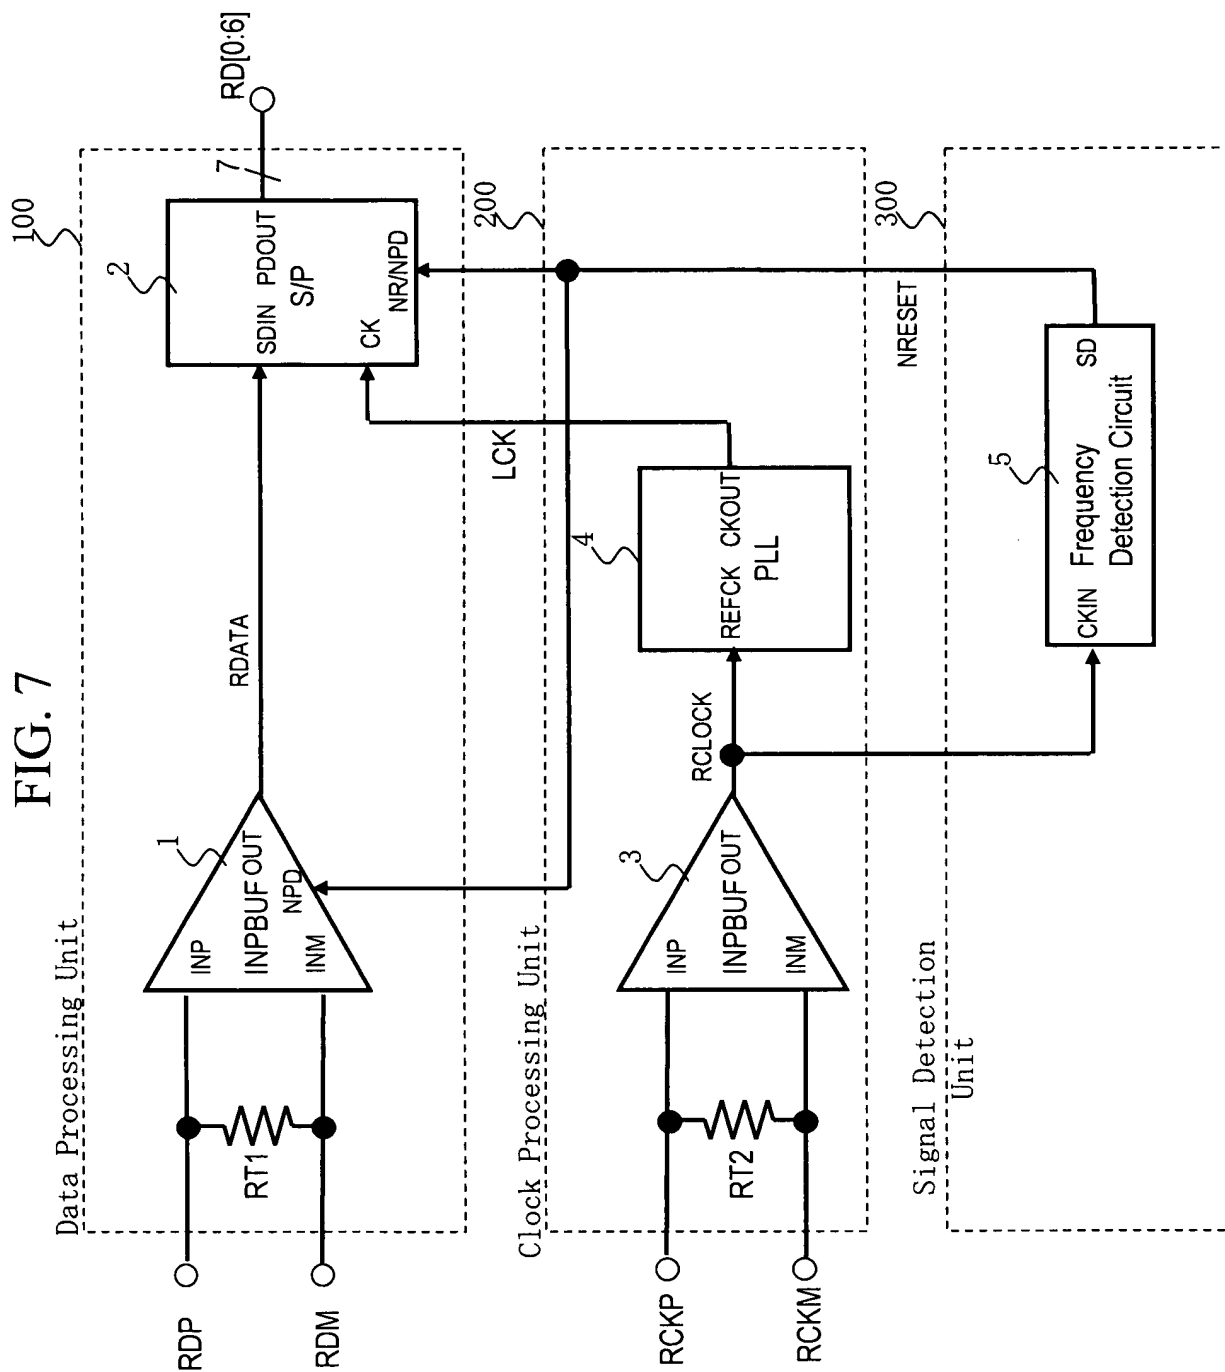 FIG. 7
Data Processing Unit
100
RDP
RDM
RT1
INP
INPBUF
OUT
INM
NPD
1
RDATA
2
SDIN PDOUT
S/P
CK
NR/NPD
7
RD[0:6]
Clock Processing Unit
200
RCKP
RCKM
RT2
INP
INPBUF
OUT
INM
3
RCLOCK
4
REFCK CKOUT
PLL
LCK
Signal Detection
Unit
300
NRESET
5
CKIN Frequency SD
Detection Circuit